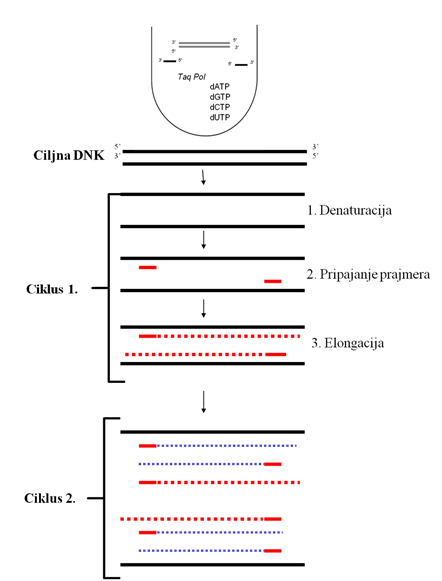 3' 5'
5' 3'
3' 5' 5' 3'
Taq Pol
dATP
dGTP
dCTP
dUTP
Ciljna DNK 5' 3'
3' 5'
1. Denaturacija
2. Pripajanje prajmera
Ciklus 1.
3. Elongacija
Ciklus 2.